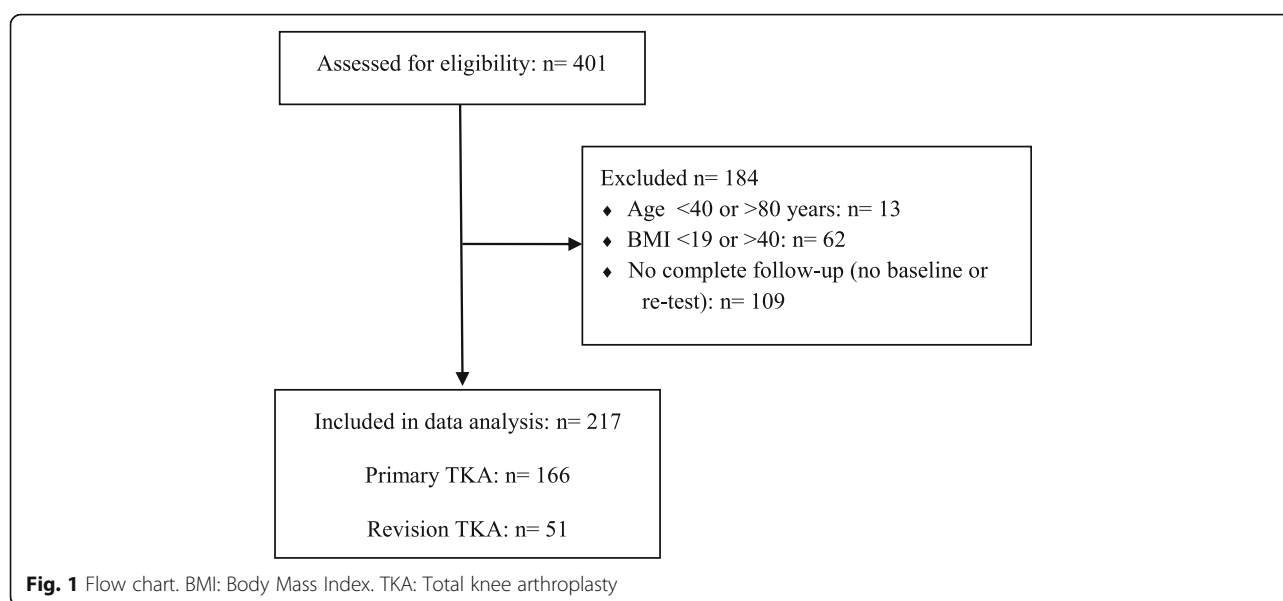 Assessed for eligibility: n= 401
Excluded n= 184
♦ Age <40 or >80 years: n= 13
♦ BMI <19 or >40: n= 62
♦ No complete follow-up (no baseline or
re-test): n= 109
Included in data analysis: n= 217
Primary TKA: n= 166
Revision TKA: n= 51
Fig. 1 Flow chart. BMI: Body Mass Index. TKA: Total knee arthroplasty